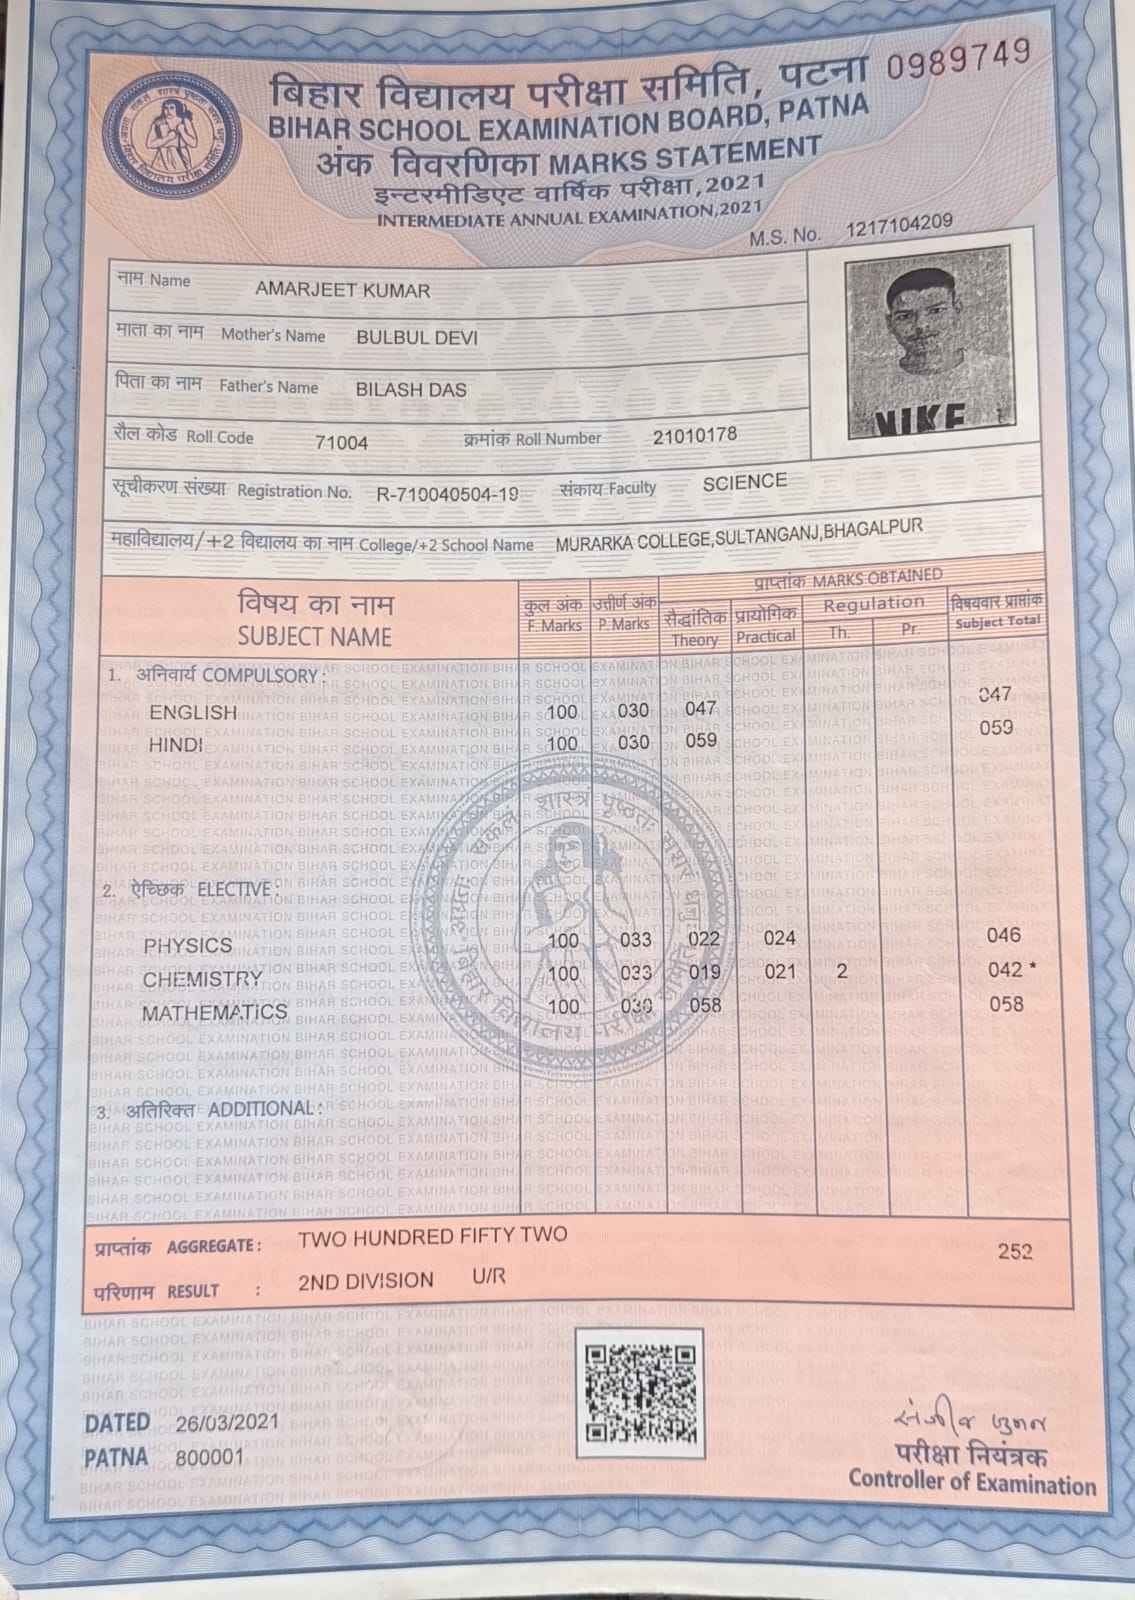 बिहार विद्यालय परीक्षा समिति, पटना 0989749
BIHAR SCHOOL EXAMINATION BOARD, PATNA
अंक विवरणिका MARKS STATEMENT
इन्टरमीडिएट वार्षिक परीक्षा,2021
INTERMEDIATE ANNUAL EXAMINATION,2021
M.S. No. 1217104209
नाम Name AMARJEET KUMAR
माता का नाम Mother's Name BULBUL DEVI
पिता का नाम Father's Name BILASH DAS
NIKE
रौल कोड Roll Code 71004 क्रमांक Roll Number 21010178
सूचीकरण संख्या Registration No. R-710040504-19 संकाय Faculty SCIENCE
महाविद्यालय/+2 विद्यालय का नाम College/+2 School Name MURARKA COLLEGE,SULTANGANJ,BHAGALPUR
विषय का नाम कुल अंक उत्तीर्ण अंक प्राप्तांक MARKS OBTAINED
SUBJECT NAME F. Marks P. Marks सैद्धांतिक Theory प्रायोगिक Practical Regulation Th. Pr. विषयवार प्राप्तांक Subject Total
1. अनिवार्य COMPULSORY:
ENGLISH 100 030 047 047
HINDI 100 030 059 059
2. ऐच्छिक ELECTIVE:
PHYSICS 100 033 022 024 046
CHEMISTRY 100 033 019 021 2 042 *
MATHEMATICS 100 030 058 058
3. अतिरिक्त ADDITIONAL:
प्राप्तांक AGGREGATE: TWO HUNDRED FIFTY TWO 252
परिणाम RESULT : 2ND DIVISION U/R
DATED 26/03/2021
PATNA 800001
परीक्षा नियंत्रक
Controller of Examination